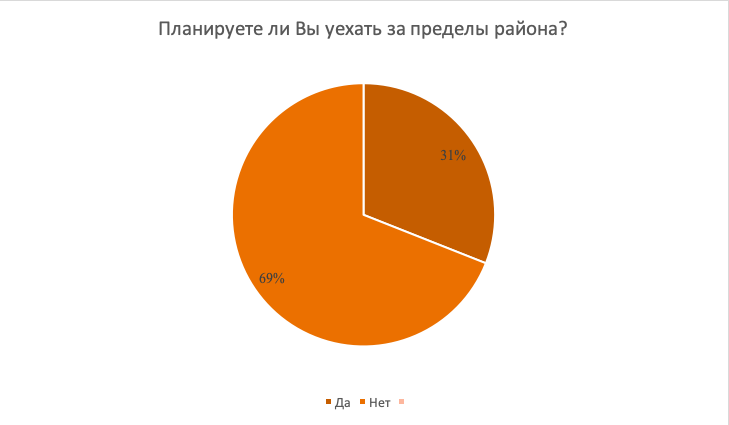 Планируете ли Вы уехать за пределы района?
31%
69%
Да Нет